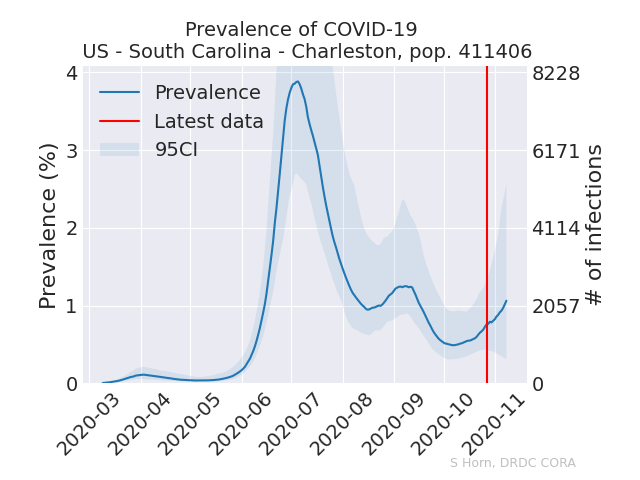 Prevalence of COVID-19
US - South Carolina - Charleston, pop. 411406
Prevalence
Latest data
95CI
Prevalence (%)
4
3
2
1
0
8228
6171
4114
2057
0
# of infections
2020-03
2020-04
2020-05
2020-06
2020-07
2020-08
2020-09
2020-10
2020-11
S Horn, DRDC CORA